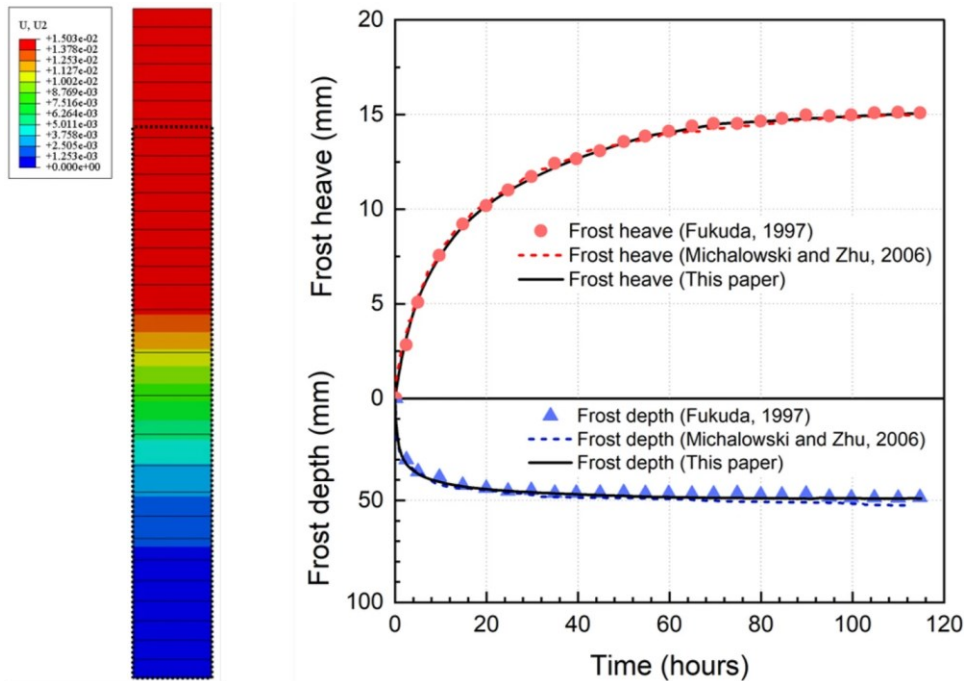 U, U2
+1.503e-02
+1.378e-02
+1.253e-02
+1.127e-02
+1.002e-02
+8.769e-03
+7.516e-03
+6.264e-03
+5.011e-03
+3.758e-03
+2.505e-03
+1.253e-03
+0.000e+00
Frost heave (mm)
20
15
10
5
0
Frost heave (Fukuda, 1997)
Frost heave (Michalowski and Zhu, 2006)
Frost heave (This paper)
Frost depth (mm)
50
100
Frost depth (Fukuda, 1997)
Frost depth (Michalowski and Zhu, 2006)
Frost depth (This paper)
0 20 40 60 80 100 120
Time (hours)